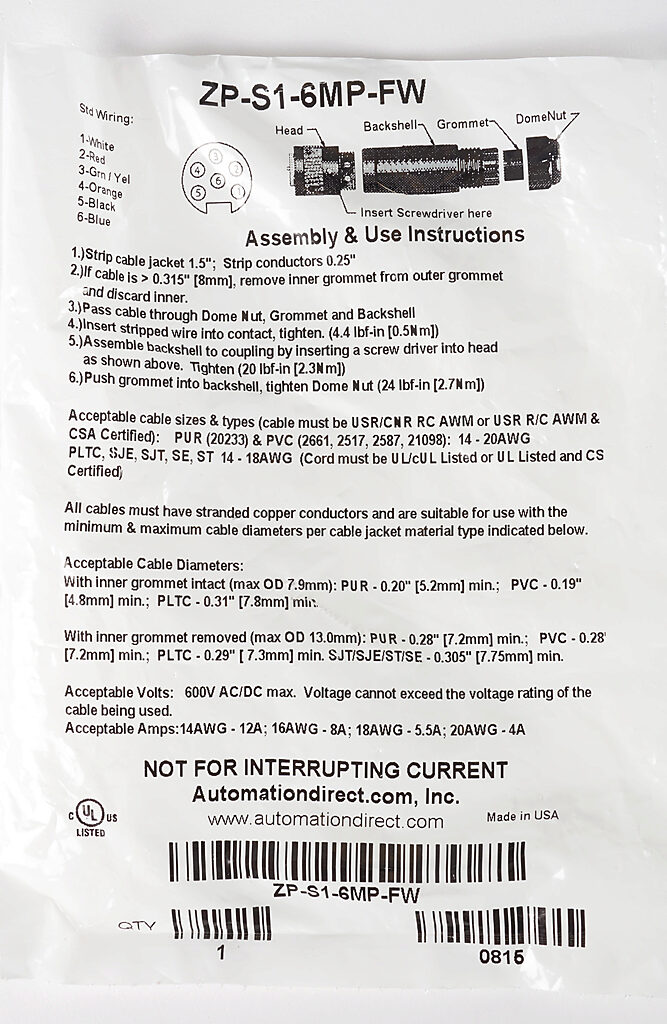 ZP-S1-6MP-FW
Std Wiring:
1-White
2-Red
3-Grn / Yel
4-Orange
5-Black
6-Blue
3
4
2
6
5
1
Head
Backshell
Grommet
DomeNut
Insert Screwdriver here
Assembly & Use Instructions
1.)Strip cable jacket 1.5"; Strip conductors 0.25"
2.)If cable is > 0.315" [8mm], remove inner grommet from outer grommet
and discard inner.
3.)Pass cable through Dome Nut, Grommet and Backshell
4.)Insert stripped wire into contact, tighten. (4.4 lbf-in [0.5Nm])
5.)Assemble backshell to coupling by inserting a screw driver into head
as shown above. Tighten (20 lbf-in [2.3Nm])
6.)Push grommet into backshell, tighten Dome Nut (24 lbf-in [2.7Nm])
Acceptable cable sizes & types (cable must be USR/CNR RC AWM or USR R/C AWM &
CSA Certified): PUR (20233) & PVC (2661, 2517, 2587, 21098): 14 - 20AWG
PLTC, SJE, SJT, SE, ST 14 - 18AWG (Cord must be UL/cUL Listed or UL Listed and CS
Certified)
All cables must have stranded copper conductors and are suitable for use with the
minimum & maximum cable diameters per cable jacket material type indicated below.
Acceptable Cable Diameters:
With inner grommet intact (max OD 7.9mm): PUR - 0.20" [5.2mm] min.; PVC - 0.19"
[4.8mm] min.; PLTC - 0.31" [7.8mm] min.
With inner grommet removed (max OD 13.0mm): PUR - 0.28" [7.2mm] min.; PVC - 0.28'
[7.2mm] min.; PLTC - 0.29" [ 7.3mm] min. SJT/SJE/ST/SE - 0.305" [7.75mm] min.
Acceptable Volts: 600V AC/DC max. Voltage cannot exceed the voltage rating of the
cable being used.
Acceptable Amps:14AWG - 12A; 16AWG - 8A; 18AWG - 5.5A; 20AWG - 4A
NOT FOR INTERRUPTING CURRENT
Automationdirect.com, Inc.
www.automationdirect.com
Made in USA
C UL US
LISTED
ZP-S1-6MP-FW
QTY
1
0815